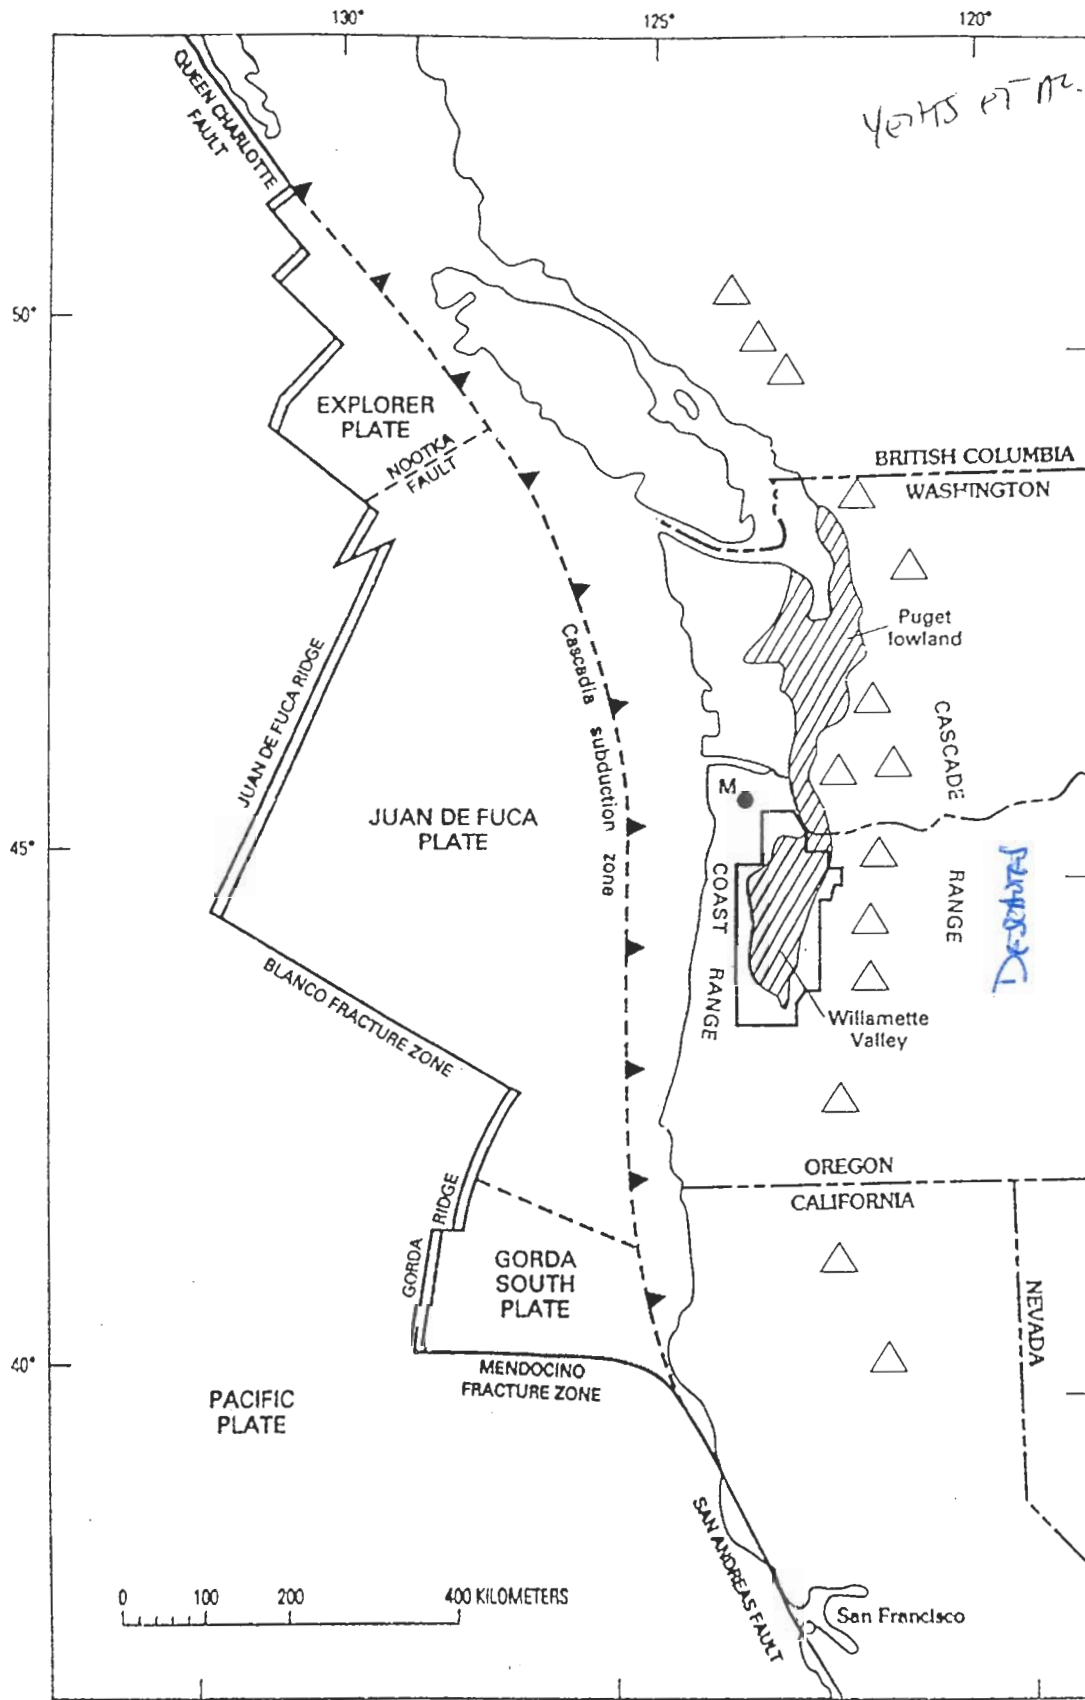 130°
125°
120°
QUEEN CHARLOTTE
FAULT
50°
EXPLORER
PLATE
NOOTKA
FAULT
BRITISH COLUMBIA
WASHINGTON
Puget
lowland
JUAN DE FUCA RIDGE
Cascadia subduction zone
CASCADE
RANGE
M
JUAN DE FUCA
PLATE
45°
COAST
RANGE
BLANCO FRACTURE ZONE
Willamette
Valley
OREGON
CALIFORNIA
GORDA
RIDGE
GORDA
SOUTH
PLATE
NEVADA
40°
MENDOCINO
FRACTURE ZONE
PACIFIC
PLATE
SAN ANDREAS FAULT
0 100 200 400 KILOMETERS
San Francisco